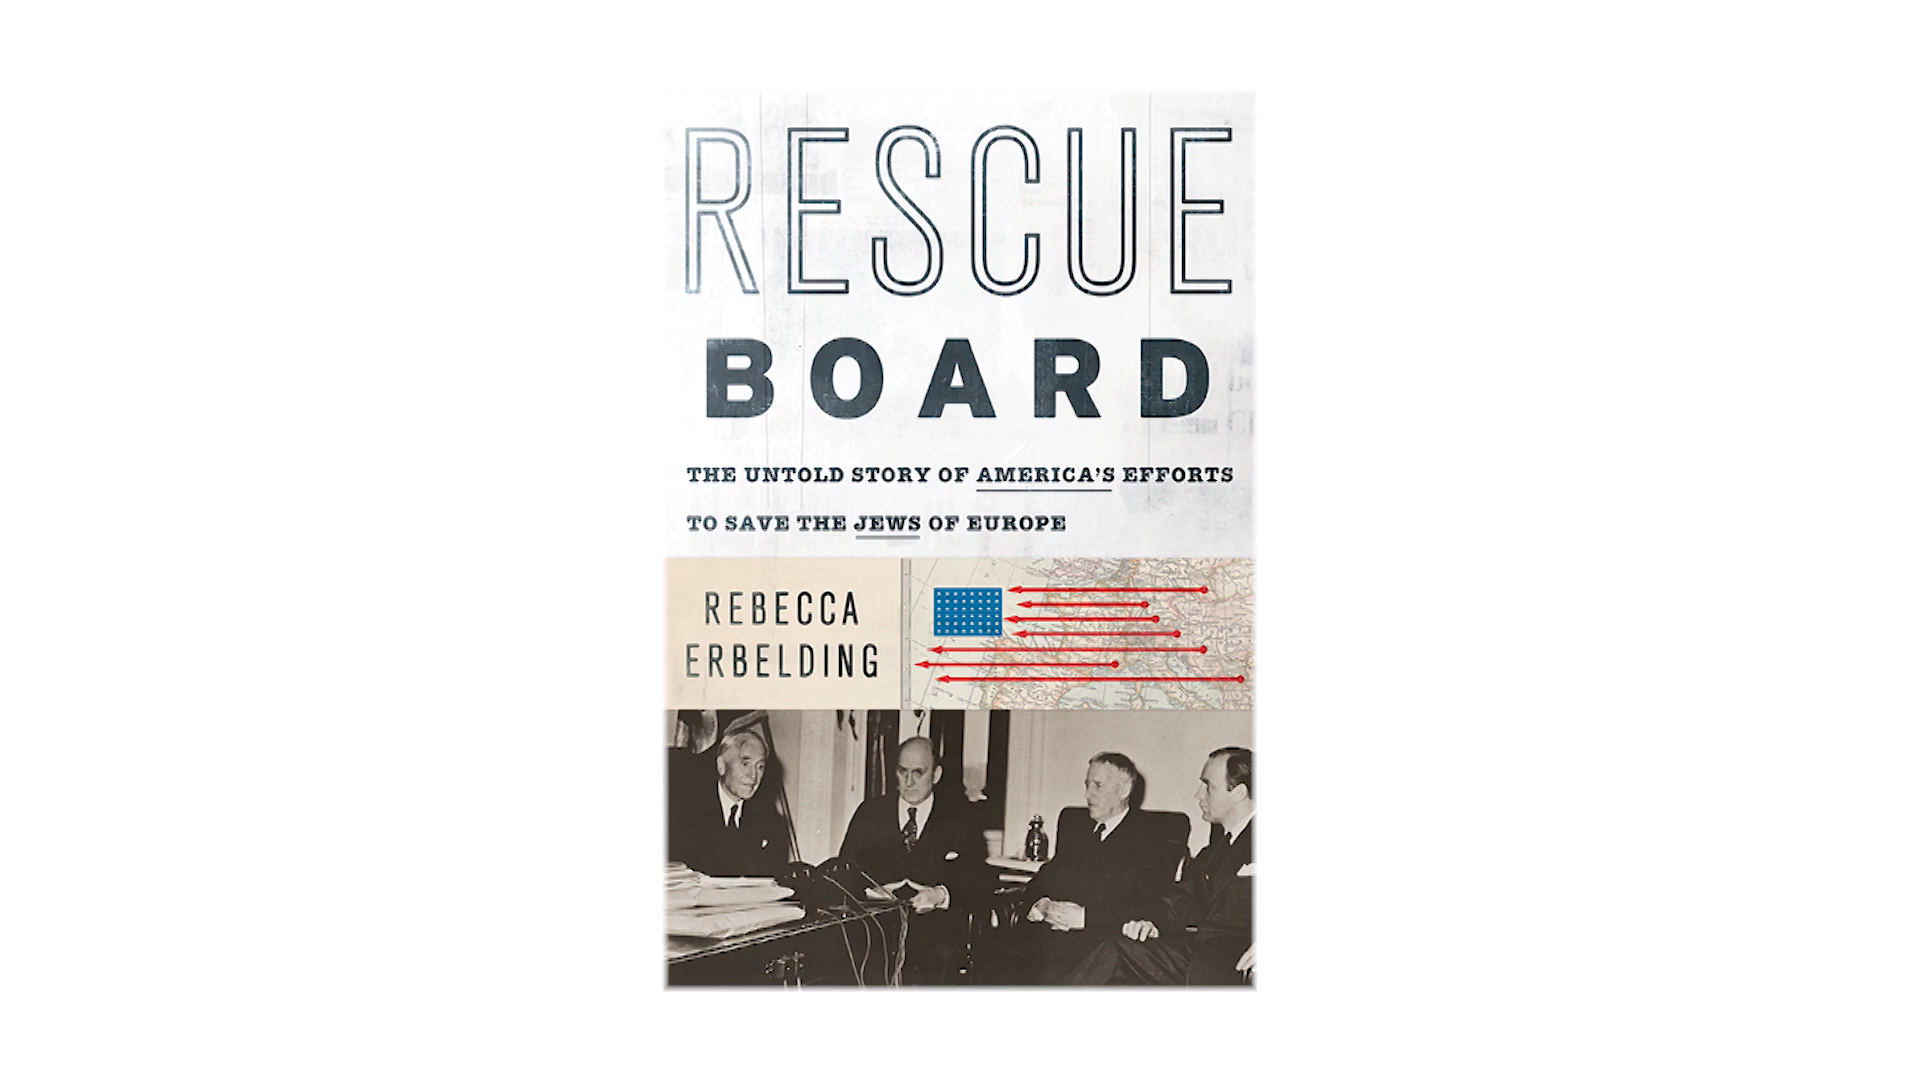 RESCUE
BOARD
THE UNTOLD STORY OF AMERICA'S EFFORTS
TO SAVE THE JEWS OF EUROPE
REBECCA
ERBELDING